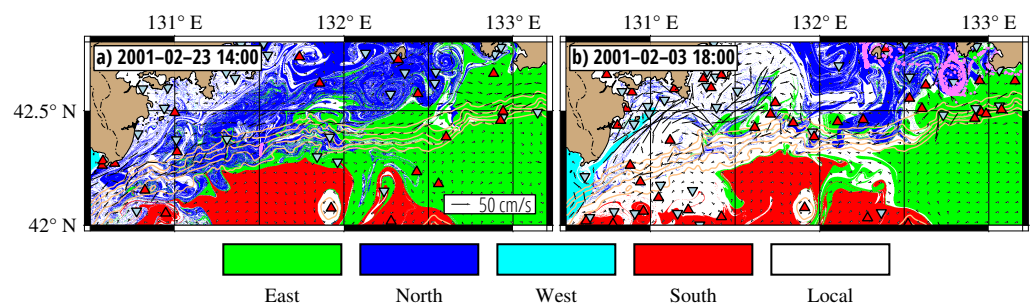 131° E 132° E 133° E 131° E 132° E 133° E
a) 2001–02–23 14:00 b) 2001–02–03 18:00
42.5° N
50 cm/s
42° N
East North West South Local